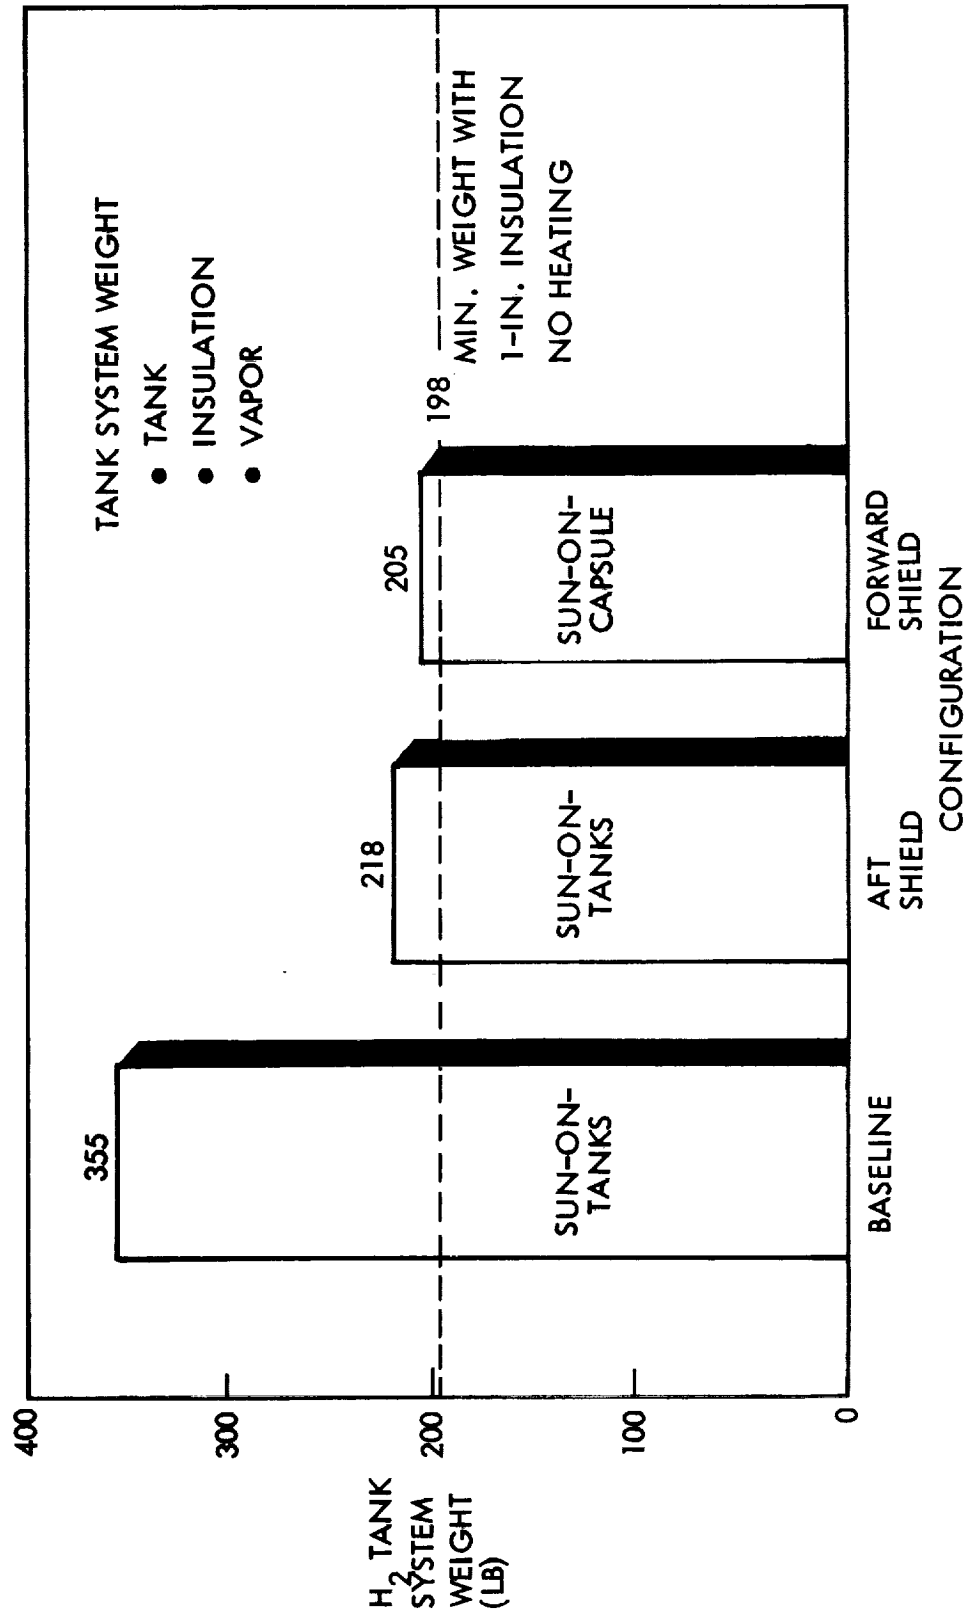 400
300
200
100
0
H2 TANK
SYSTEM
WEIGHT
(LB)
TANK SYSTEM WEIGHT
● TANK
● INSULATION
● VAPOR
355
218
205
198
MIN. WEIGHT WITH
1-IN. INSULATION
NO HEATING
SUN-ON-
TANKS
SUN-ON-
TANKS
SUN-ON-
CAPSULE
BASELINE
AFT
SHIELD
FORWARD
SHIELD
CONFIGURATION